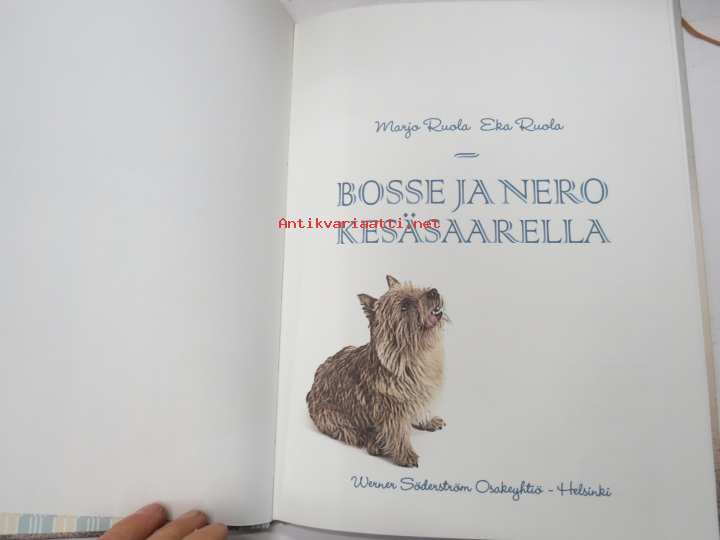 Marjo Ruola Eka Ruola
BOSSE JA NERO
Antikvariaatti.net
KESÄSAARELLA
Werner Söderström Osakeyhtiö - Helsinki